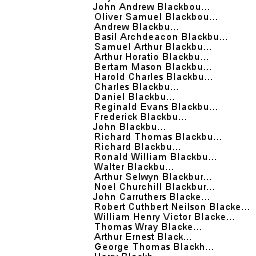 John Andrew Blackbou...
Oliver Samuel Blackbou...
Andrew Blackbu...
Basil Archdeacon Blackbu...
Samuel Arthur Blackbu...
Arthur Horatio Blackbu...
Bertam Mason Blackbu...
Harold Charles Blackbu...
Charles Blackbu...
Daniel Blackbu...
Reginald Evans Blackbu...
Frederick Blackbu...
John Blackbu...
Richard Thomas Blackbu...
Richard Blackbu...
Ronald William Blackbu...
Walter Blackbu...
Arthur Selwyn Blackbur...
Noel Churchill Blackbur...
John Carruthers Blacke...
Robert Cuthbert Neilson Blacke...
William Henry Victor Blacke...
Thomas Wray Blacke...
Arthur Ernest Black...
George Thomas Blackh...